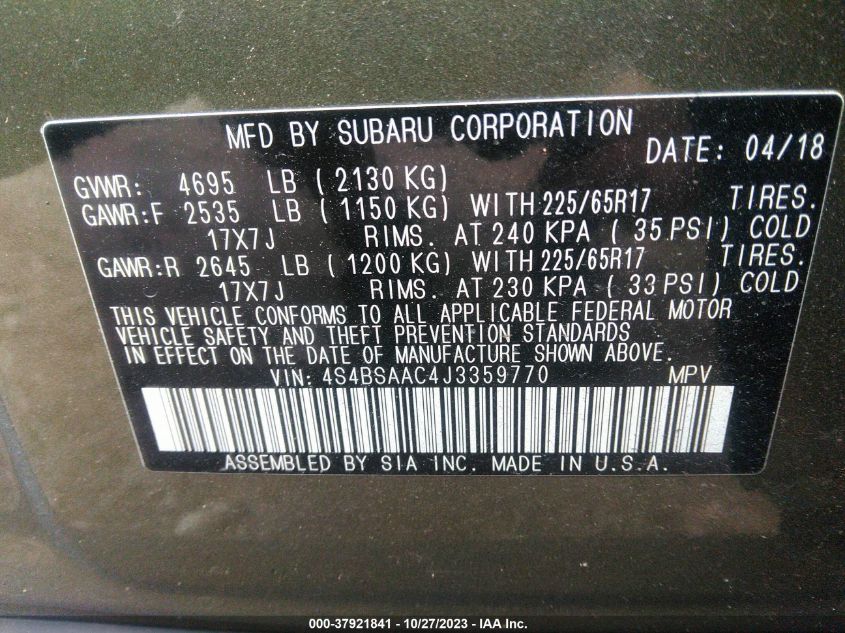 MFD BY SUBARU CORPORATION
DATE: 04/18
GVWR: 4695 LB ( 2130 KG)
GAWR:F 2535 LB ( 1150 KG) WITH 225/65R17 TIRES.
17X7J RIMS. AT 240 KPA ( 35 PSI) COLD
GAWR:R 2645 LB ( 1200 KG) WITH 225/65R17 TIRES.
17X7J RIMS. AT 230 KPA ( 33 PSI) COLD
THIS VEHICLE CONFORMS TO ALL APPLICABLE FEDERAL MOTOR
VEHICLE SAFETY AND THEFT PREVENTION STANDARDS
IN EFFECT ON THE DATE OF MANUFACTURE SHOWN ABOVE.
VIN: 4S4BSAAC4J3359770 MPV
ASSEMBLED BY SIA INC. MADE IN U.S.A.
000-37921841 - 10/27/2023 - IAA Inc.